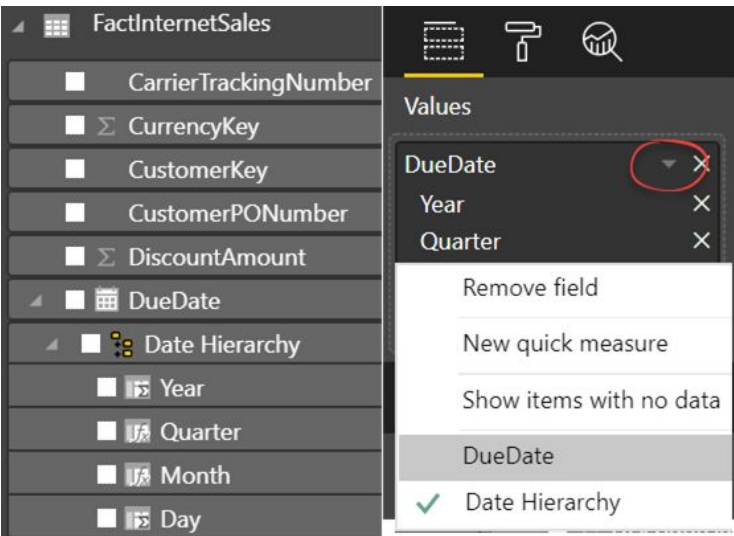 FactInternetSales
CarrierTrackingNumber
Σ CurrencyKey
CustomerKey
CustomerPONumber
Σ DiscountAmount
DueDate
Date Hierarchy
Year
Quarter
Month
Day
Values
DueDate
Year
Quarter
Remove field
New quick measure
Show items with no data
DueDate
Date Hierarchy